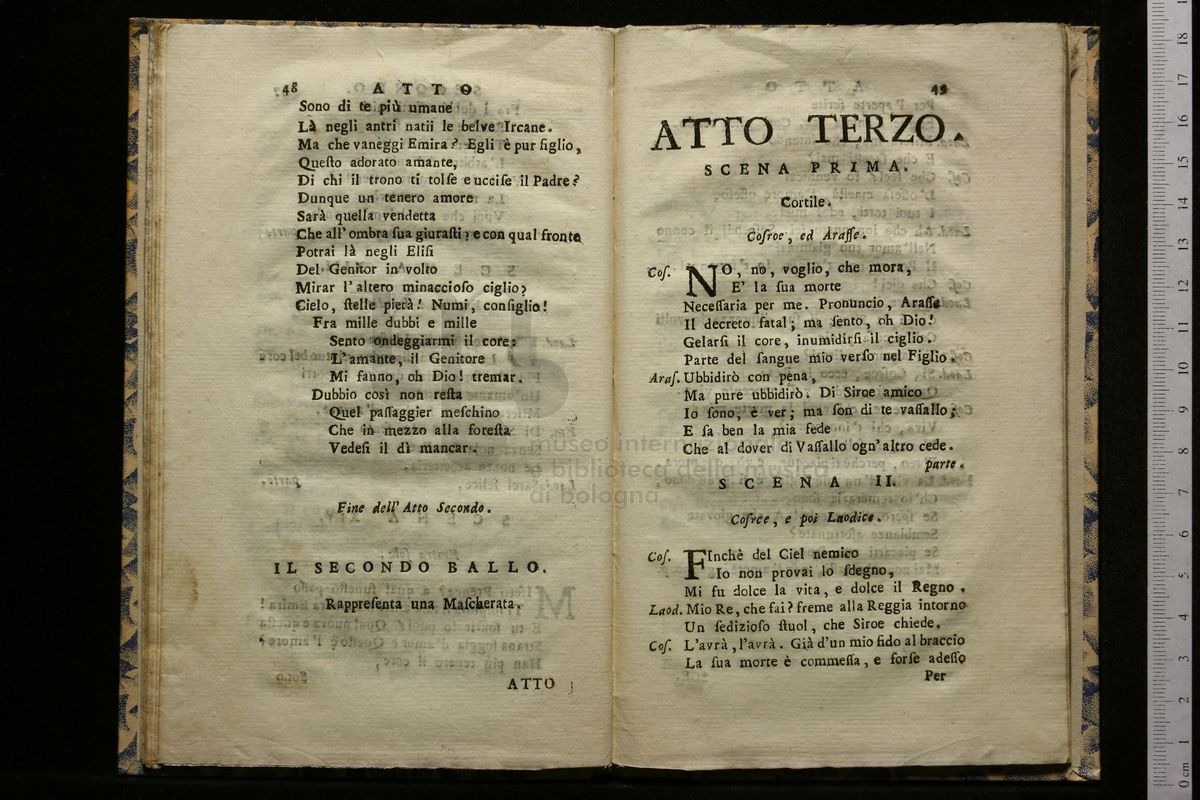 48 ATTO
Sono di te più umane
Là negli antri natii le belve Ircane.
Ma che vaneggi Emira? Egli è pur figlio,
Queſto adorato amante,
Di chi il trono ti tolſe e ucciſe il Padre?
Dunque un tenero amore
Sarà quella vendetta
Che all' ombra ſua giuraſti? e con qual fronte
Potrai là negli Eliſi
Del Genitor in volto
Mirar l'altero minaccioſo ciglio?
Cielo, ſtelle pietà! Numi, conſiglio!
Fra mille dubbi e mille
Sento ondeggiarmi il core:
L'amante, il Genitore
Mi fanno, oh Dio! tremar.
Dubbio così non reſta
Quel paſſaggier meſchino
Che in mezzo alla foreſta
Vedeſi il dì mancar.
Fine dell' Atto Secondo.
IL SECONDO BALLO.
Rappreſenta una Maſcherata.
ATTO
49
ATTO TERZO.
SCENA PRIMA.
Cortile.
Coſroe, ed Araſſe.
Coſ. NO, no, voglio, che mora,
E' la ſua morte
Neceſſaria per me. Pronuncio, Araſſe
Il decreto fatal; ma ſento, oh Dio!
Gelarſi il core, inumidirſi il ciglio.
Parte del ſangue mio verſo nel Figlio.
Araſ. Ubbidirò con pena,
Ma pure ubbidirò. Di Siroe amico
Io ſono, è ver; ma ſon di te vaſſallo;
E ſa ben la mia fede
Che al dover di Vaſſallo ogn' altro cede.
parte.
SCENA II.
Coſroe, e poi Laodice.
Coſ. FInchè del Ciel nemico
Io non provai lo ſdegno,
Mi fu dolce la vita, e dolce il Regno.
Laod. Mio Re, che fai? freme alla Reggia intorno
Un ſedizioſo ſtuol, che Siroe chiede.
Coſ. L'avrà, l'avrà. Già d'un mio fido al braccio
La ſua morte è commeſſa, e forſe adeſſo
Per
museo internazionale
e biblioteca della musica
di bologna